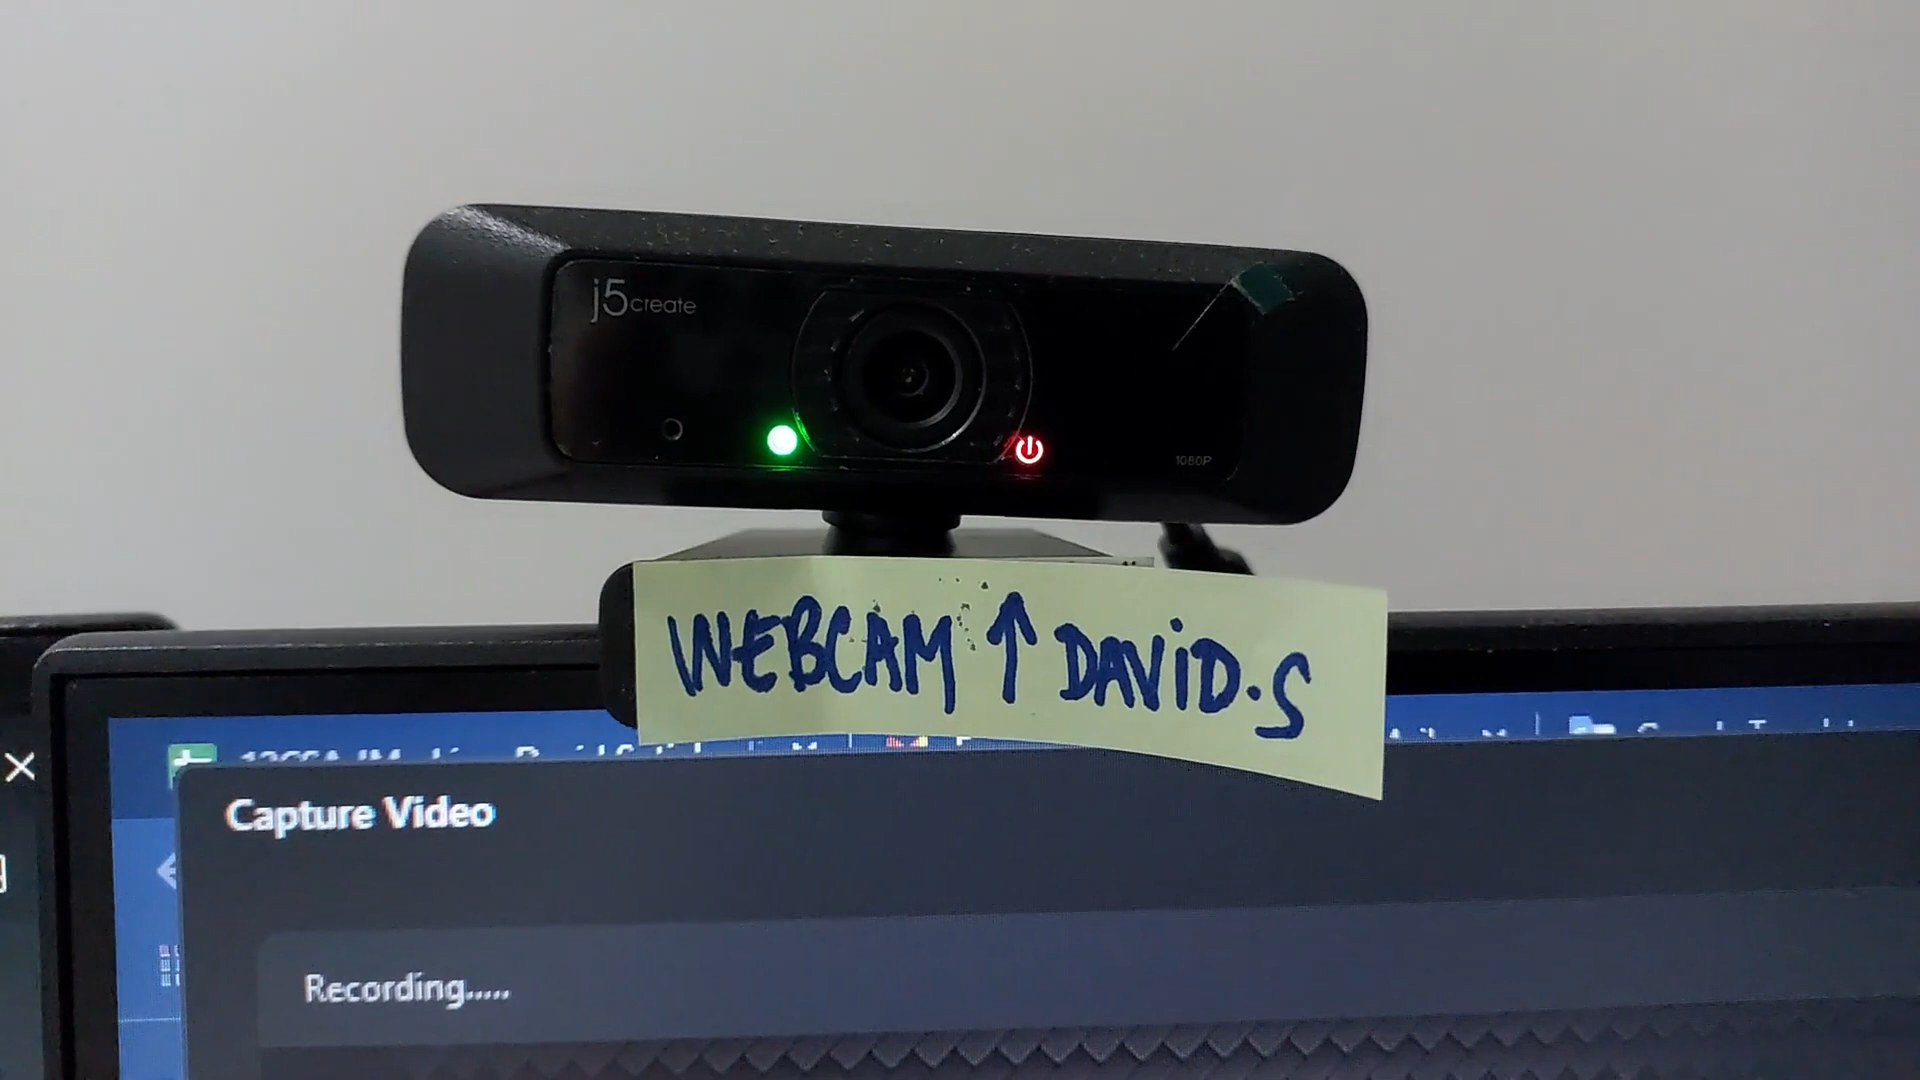 j5create
1080P
WEBCAM ↑ DAVID.S
Capture Video
Recording.....